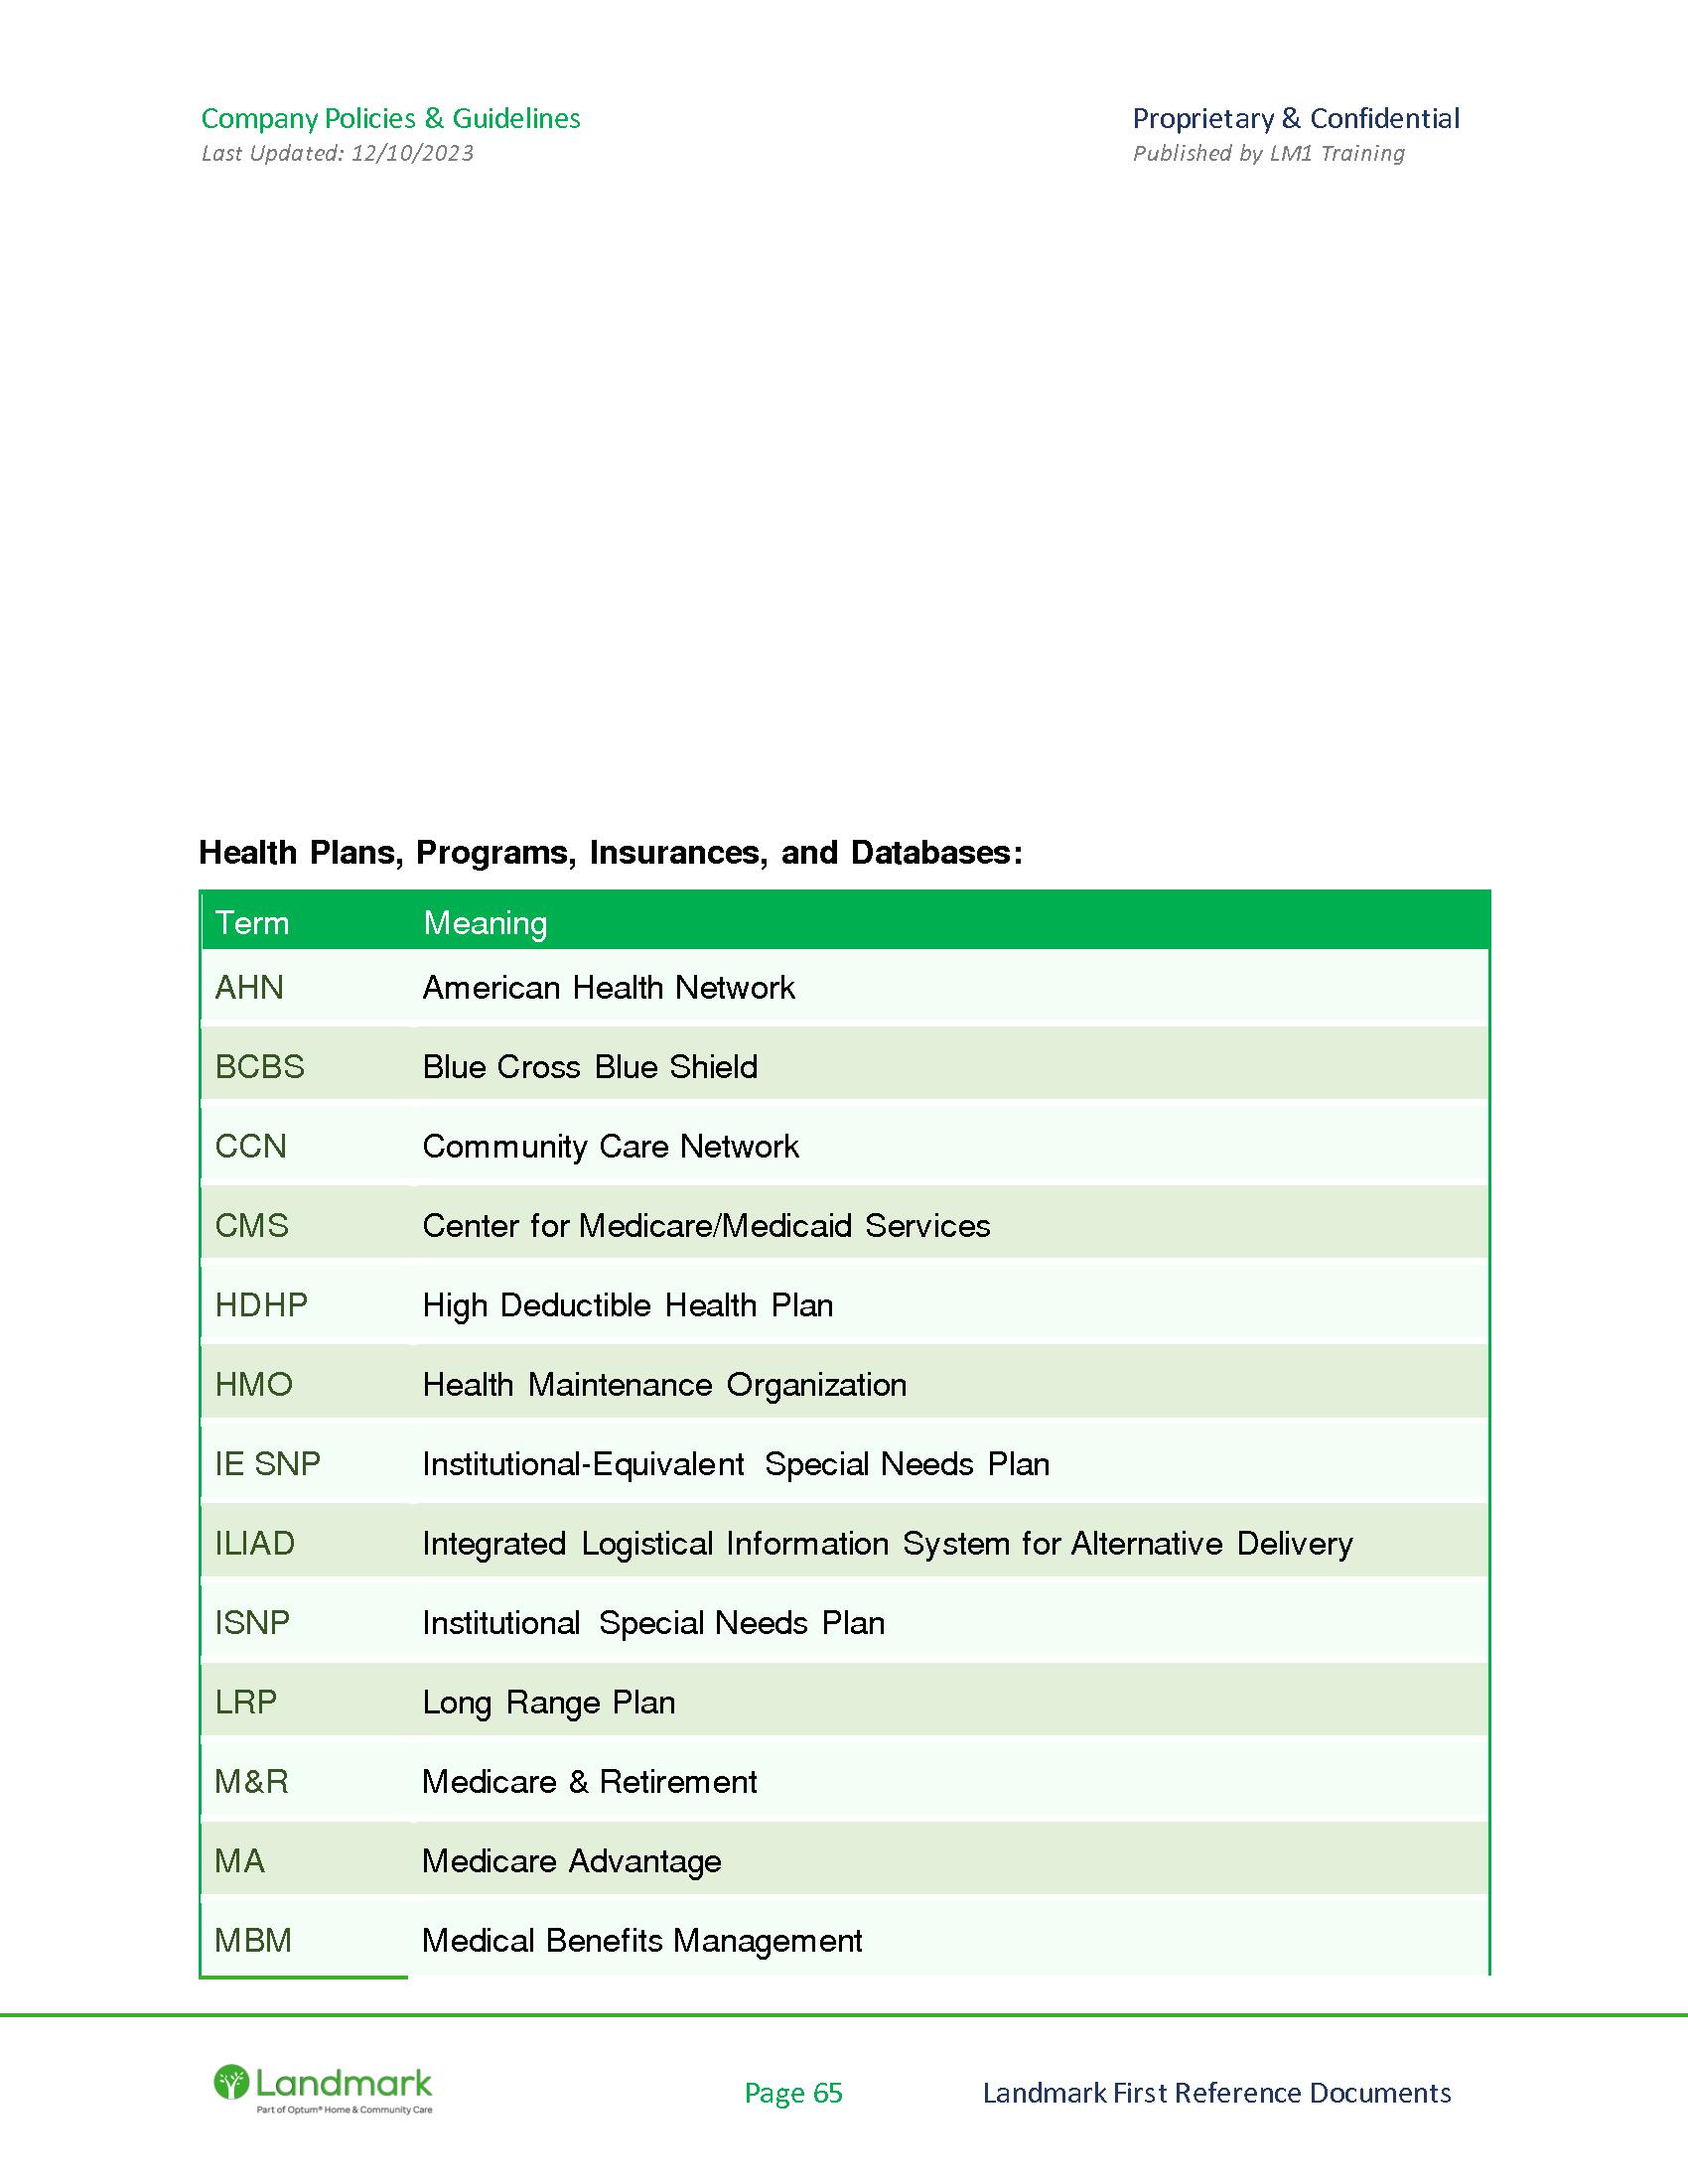 Company Policies & Guidelines
Proprietary & Confidential
Last Updated: 12/10/2023
Published by LM1 Training
Health Plans, Programs, Insurances, and Databases:
Term Meaning
AHN American Health Network
BCBS Blue Cross Blue Shield
CCN Community Care Network
CMS Center for Medicare/Medicaid Services
HDHP High Deductible Health Plan
HMO Health Maintenance Organization
IE SNP Institutional-Equivalent Special Needs Plan
ILIAD Integrated Logistical Information System for Alternative Delivery
ISNP Institutional Special Needs Plan
LRP Long Range Plan
M&R Medicare & Retirement
MA Medicare Advantage
MBM Medical Benefits Management
Landmark
Part of Optum® Home & Community Care
Page 65
Landmark First Reference Documents